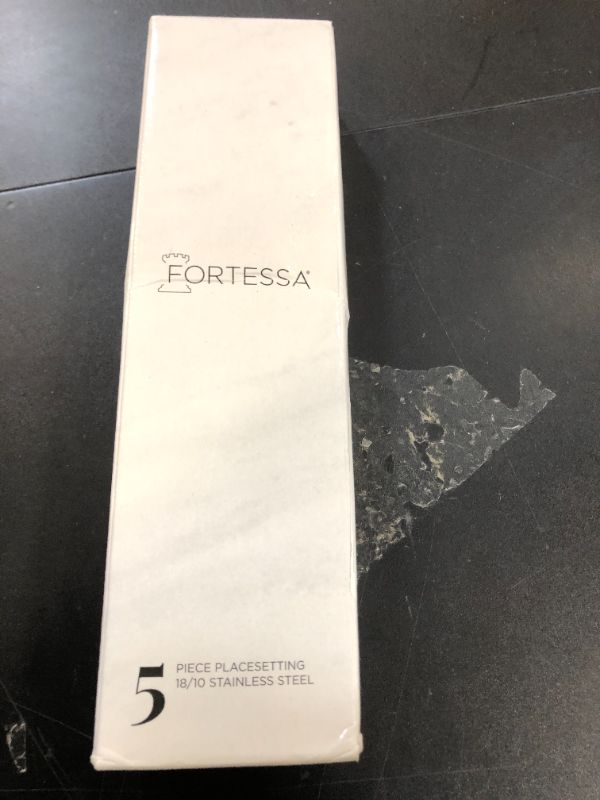 FORTESSA®
5
PIECE PLACESETTING
18/10 STAINLESS STEEL